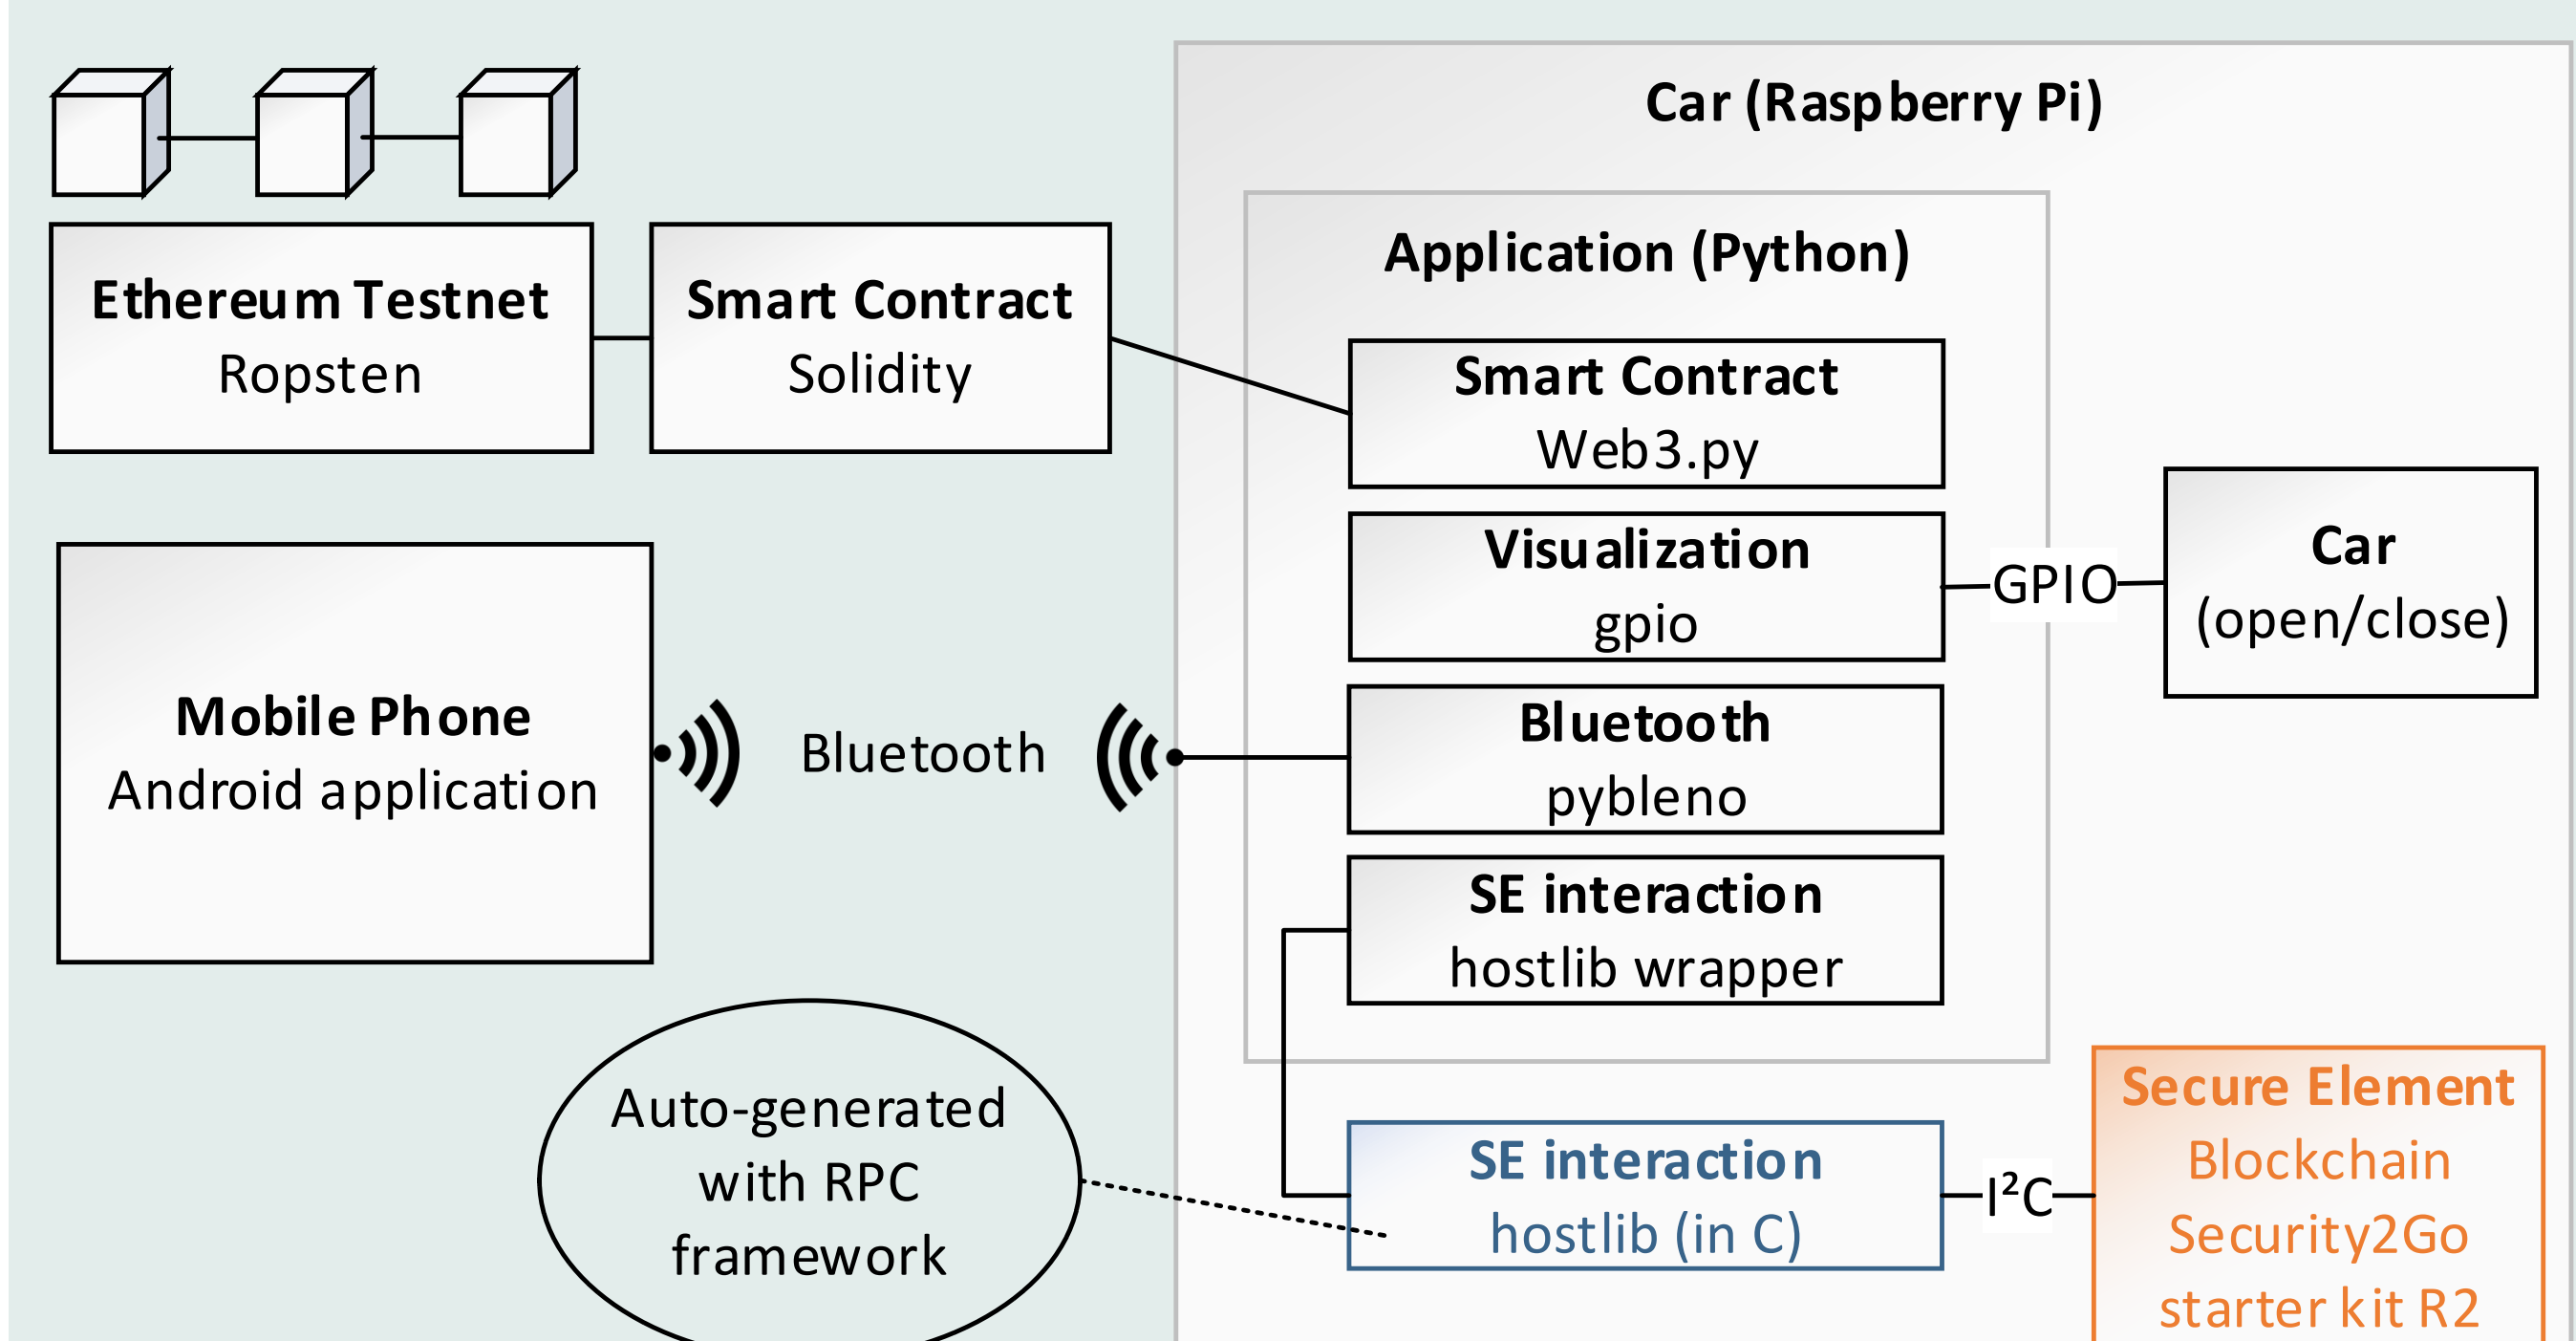 Car (Raspberry Pi)
Application (Python)
Ethereum Testnet
Ropsten
Smart Contract
Solidity
Smart Contract
Web3.py
Visualization
gpio
GPIO
Car
(open/close)
Mobile Phone
Android application
Bluetooth
Bluetooth
pybleno
SE interaction
hostlib wrapper
Auto-generated
with RPC
framework
SE interaction
hostlib (in C)
I²C
Secure Element
Blockchain
Security2Go
starter kit R2